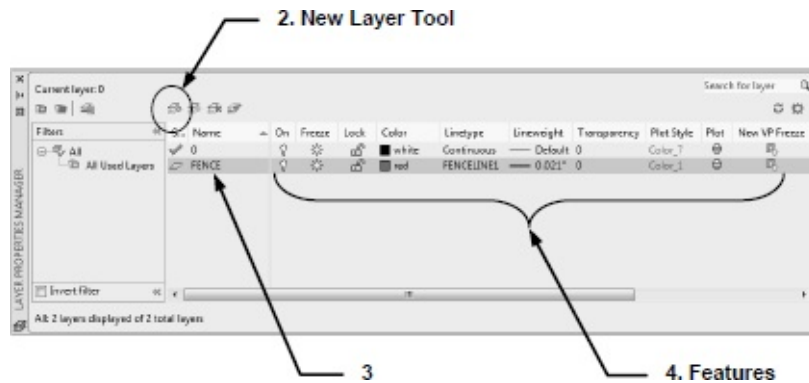 2. New Layer Tool
Current layer: 0
Search for layer
Filters
S... Name On Freeze Lock Color Linetype Lineweight Transparency Plot Style Plot New VP Freeze
All
0 white Continuous Default 0 Color_7
All Used Layers
FENCE red FENCELINE1 0.021" 0 Color_1
LAYER PROPERTIES MANAGER
Invert Filter
All: 2 layers displayed of 2 total layers
3
4. Features